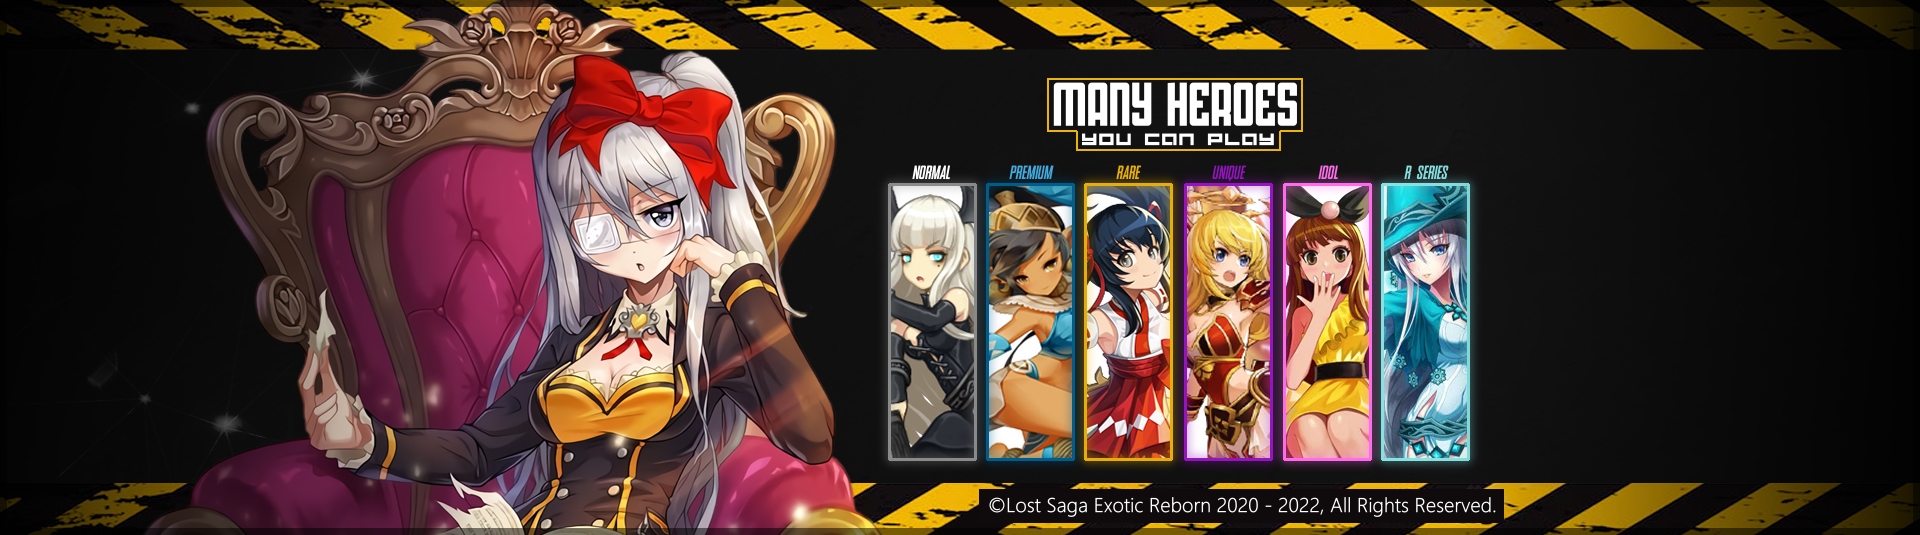 MANY HEROES
YOU CAN PLAY
NORMAL
PREMIUM
RARE
UNIQUE
IDOL
R SERIES
©Lost Saga Exotic Reborn 2020 - 2022, All Rights Reserved.